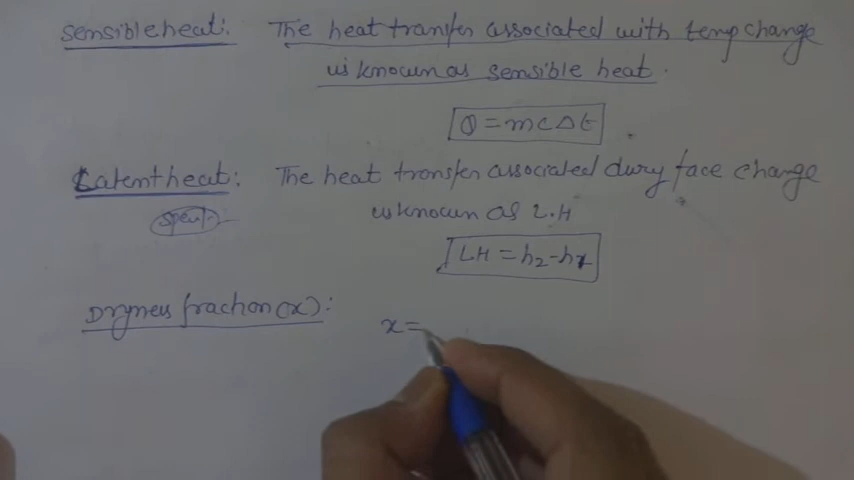 sensible heat: The heat transfer associated with temp change
is known as sensible heat.
Q = mcΔt
Latent heat: The heat transfer associated dury face change
is known as L.H
LH = h2-h1
Dryness fraction (x):
x =